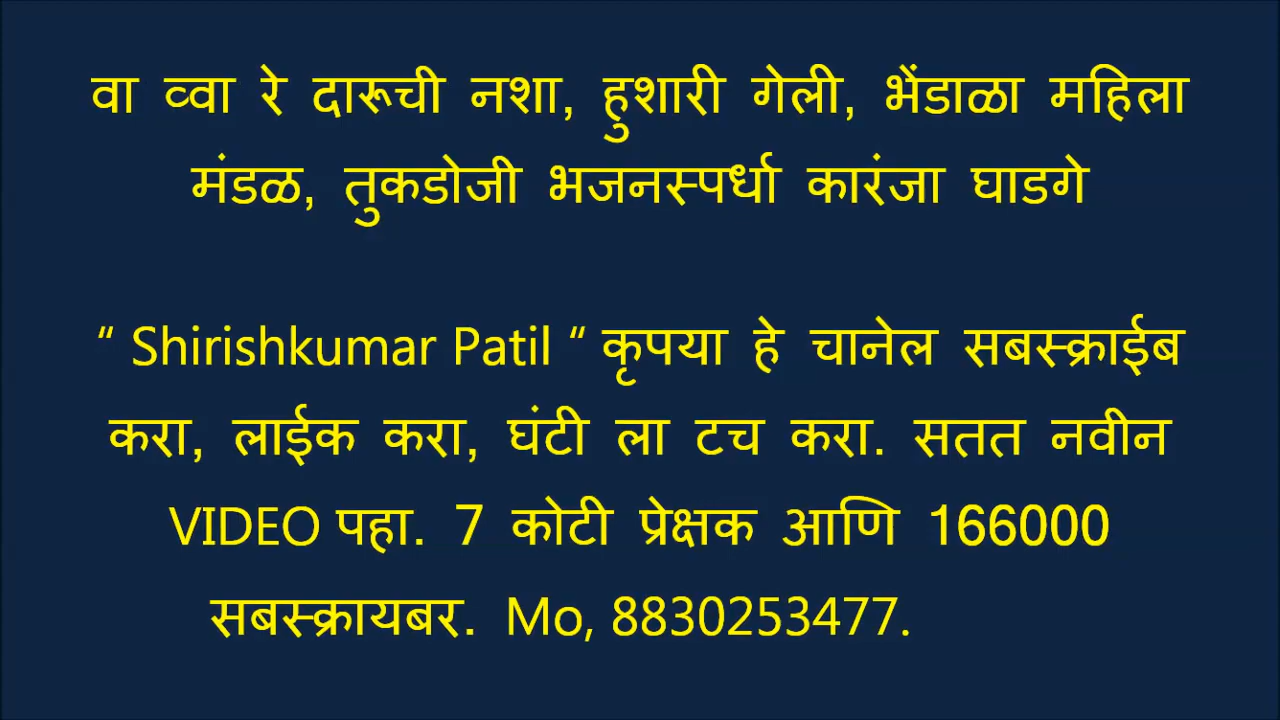 वा व्वा रे दारूची नशा, हुशारी गेली, भेंडाळा महिला
मंडळ, तुकडोजी भजनस्पर्धा कारंजा घाडगे
“ Shirishkumar Patil “ कृपया हे चानेल सबस्क्राईब
करा, लाईक करा, घंटी ला टच करा. सतत नवीन
VIDEO पहा. 7 कोटी प्रेक्षक आणि 166000
सबस्क्रायबर. Mo, 8830253477.